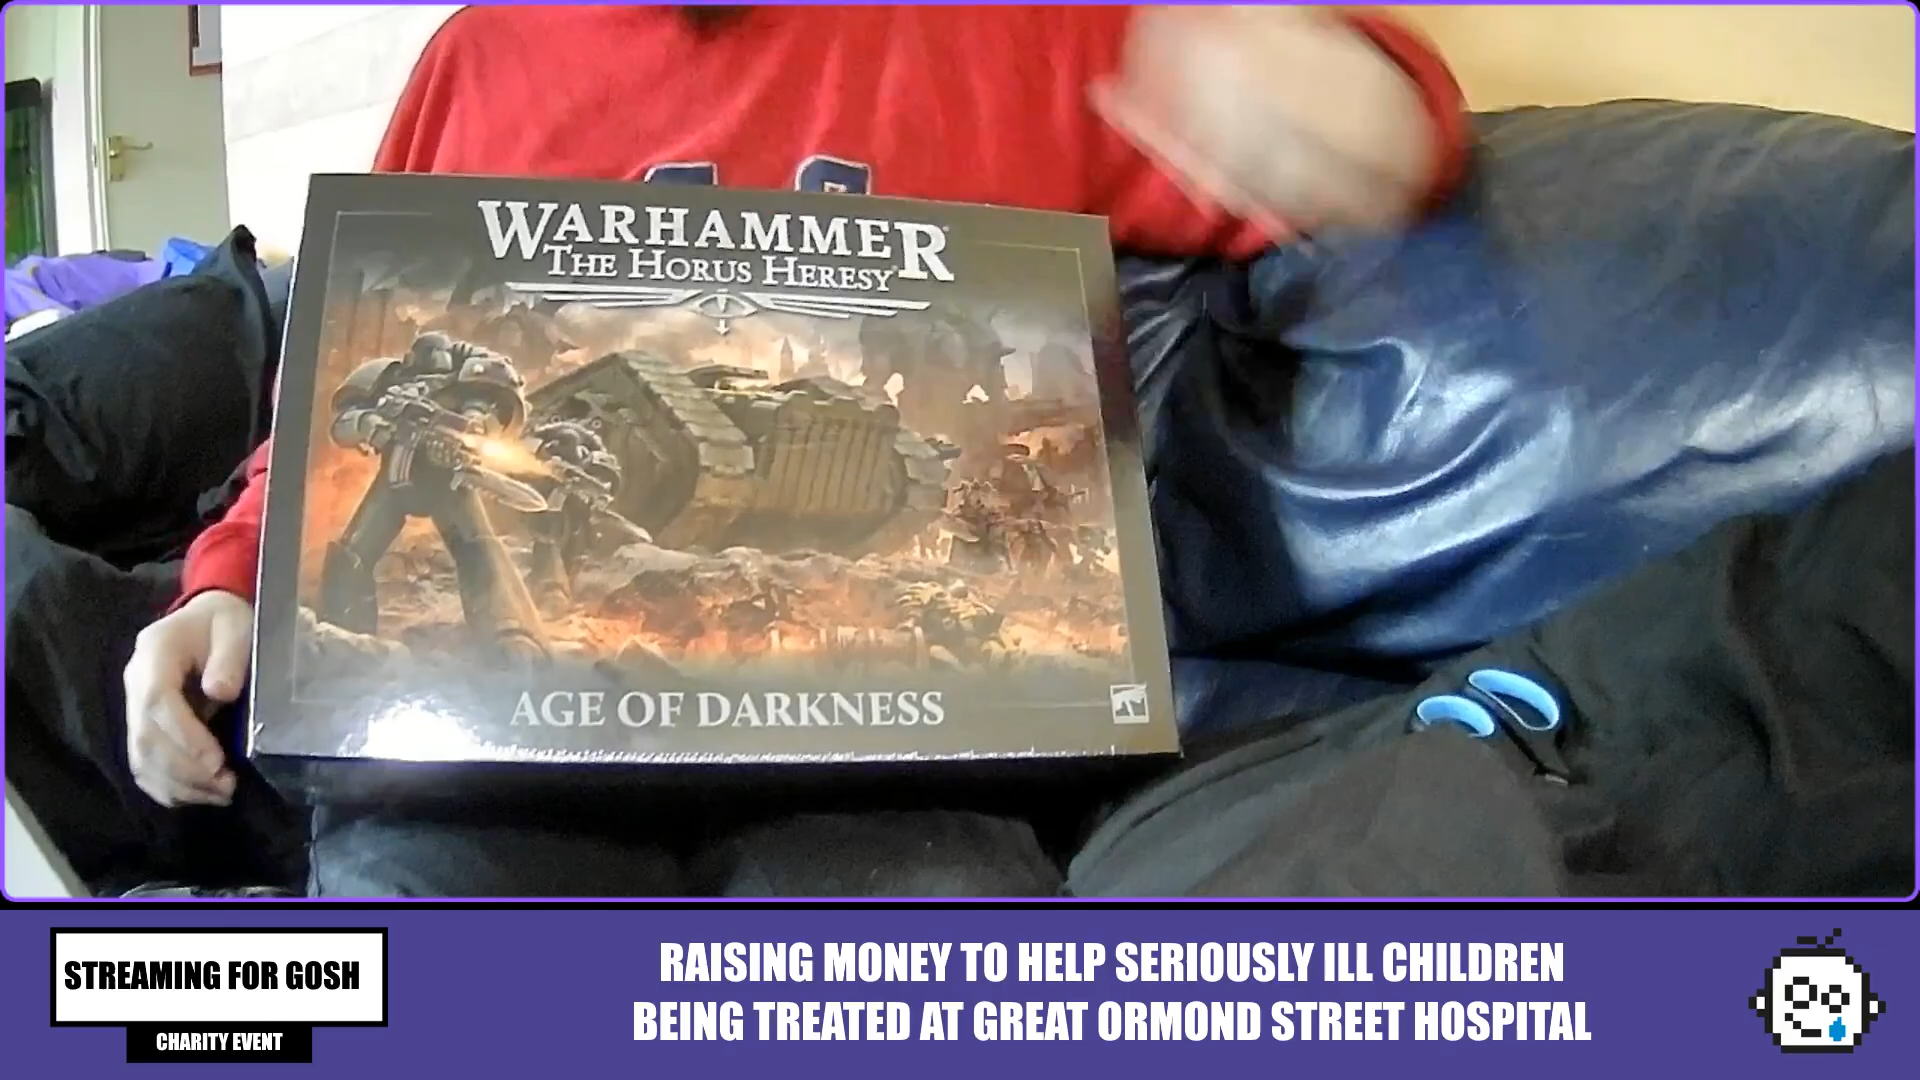 WARHAMMER
THE HORUS HERESY
AGE OF DARKNESS
STREAMING FOR GOSH
CHARITY EVENT
RAISING MONEY TO HELP SERIOUSLY ILL CHILDREN
BEING TREATED AT GREAT ORMOND STREET HOSPITAL